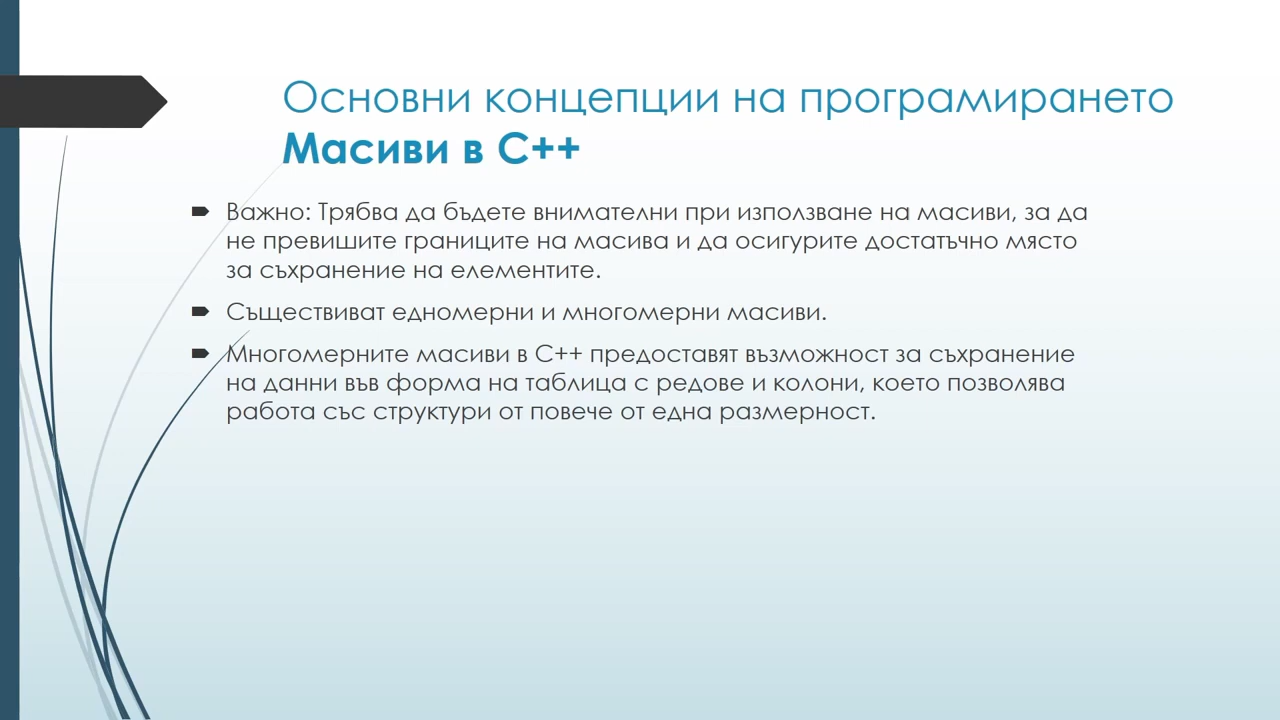 Основни концепции на програмирането
Масиви в C++
Важно: Трябва да бъдете внимателни при използване на масиви, за да
не превишите границите на масива и да осигурите достатъчно място
за съхранение на елементите.
Съществиват едномерни и многомерни масиви.
Многомерните масиви в C++ предоставят възможност за съхранение
на данни във форма на таблица с редове и колони, което позволява
работа със структури от повече от една размерност.